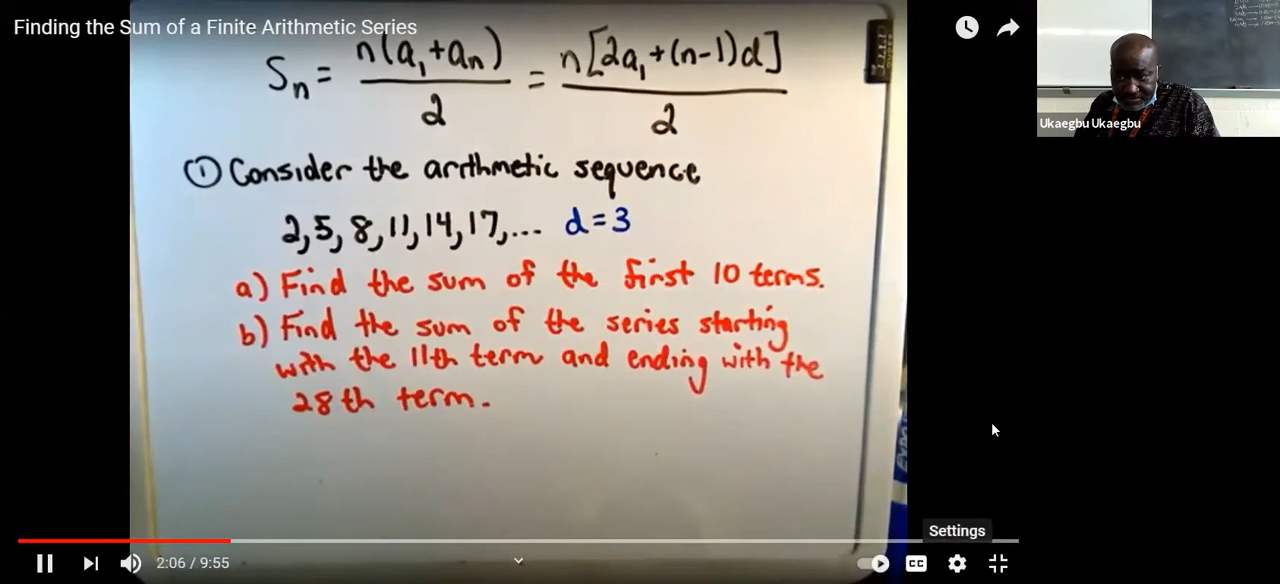 Finding the Sum of a Finite Arithmetic Series
Sn = n(a₁+an)/2 = n[2a₁+(n-1)d]/2
① Consider the arithmetic sequence
2, 5, 8, 11, 14, 17, ... d=3
a) Find the sum of the first 10 terms.
b) Find the sum of the series starting
with the 11th term and ending with the
28th term.
Ukaegbu Ukaegbu
EXPO
Settings
2:06 / 9:55
CC